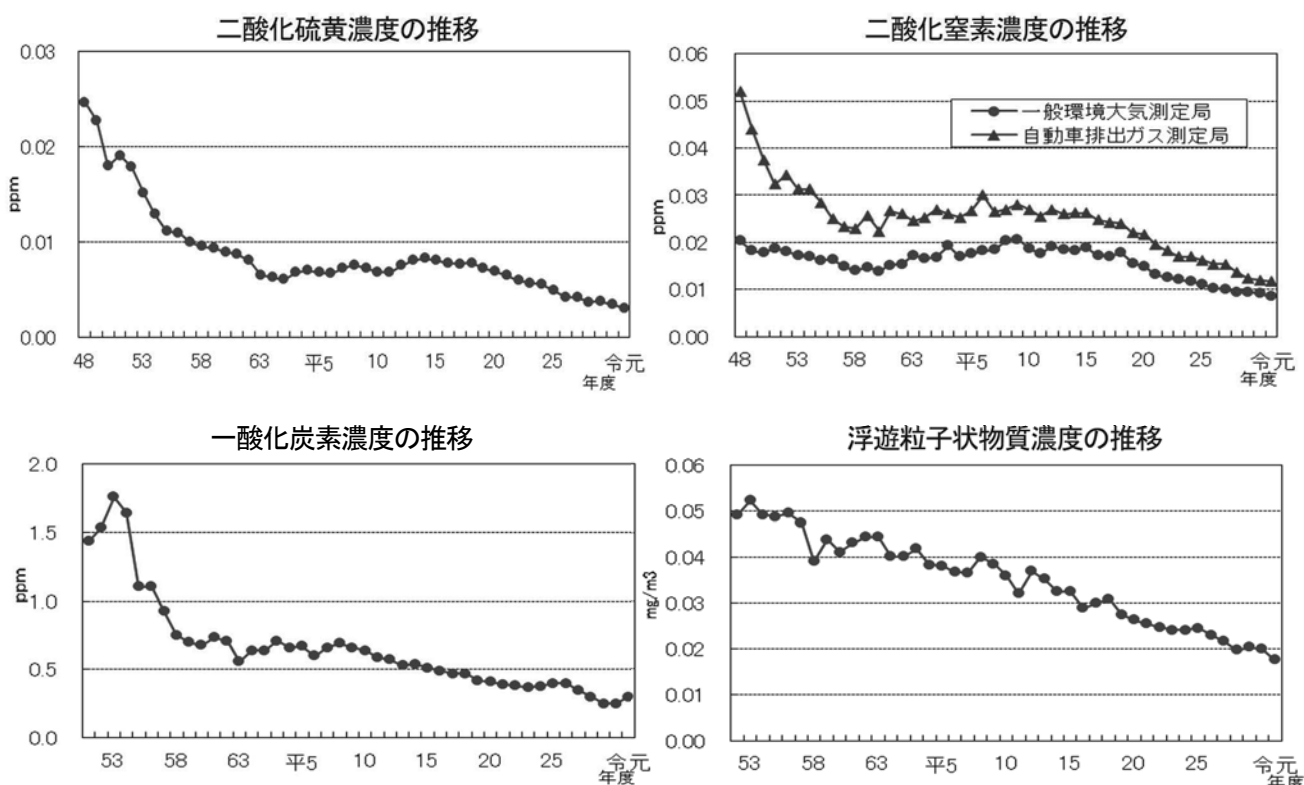 二酸化硫黄濃度の推移
0.03
0.02
0.01
0.00
ppm
48 53 58 63 平5 10 15 20 25 令元
年度
二酸化窒素濃度の推移
0.06
0.05
0.04
0.03
0.02
0.01
0.00
ppm
一般環境大気測定局
自動車排出ガス測定局
48 53 58 63 平5 10 15 20 25 令元
年度
一酸化炭素濃度の推移
2.0
1.5
1.0
0.5
0.0
ppm
53 58 63 平5 10 15 20 25 令元
年度
浮遊粒子状物質濃度の推移
0.06
0.05
0.04
0.03
0.02
0.01
0.00
mg/m3
53 58 63 平5 10 15 20 25 令元
年度